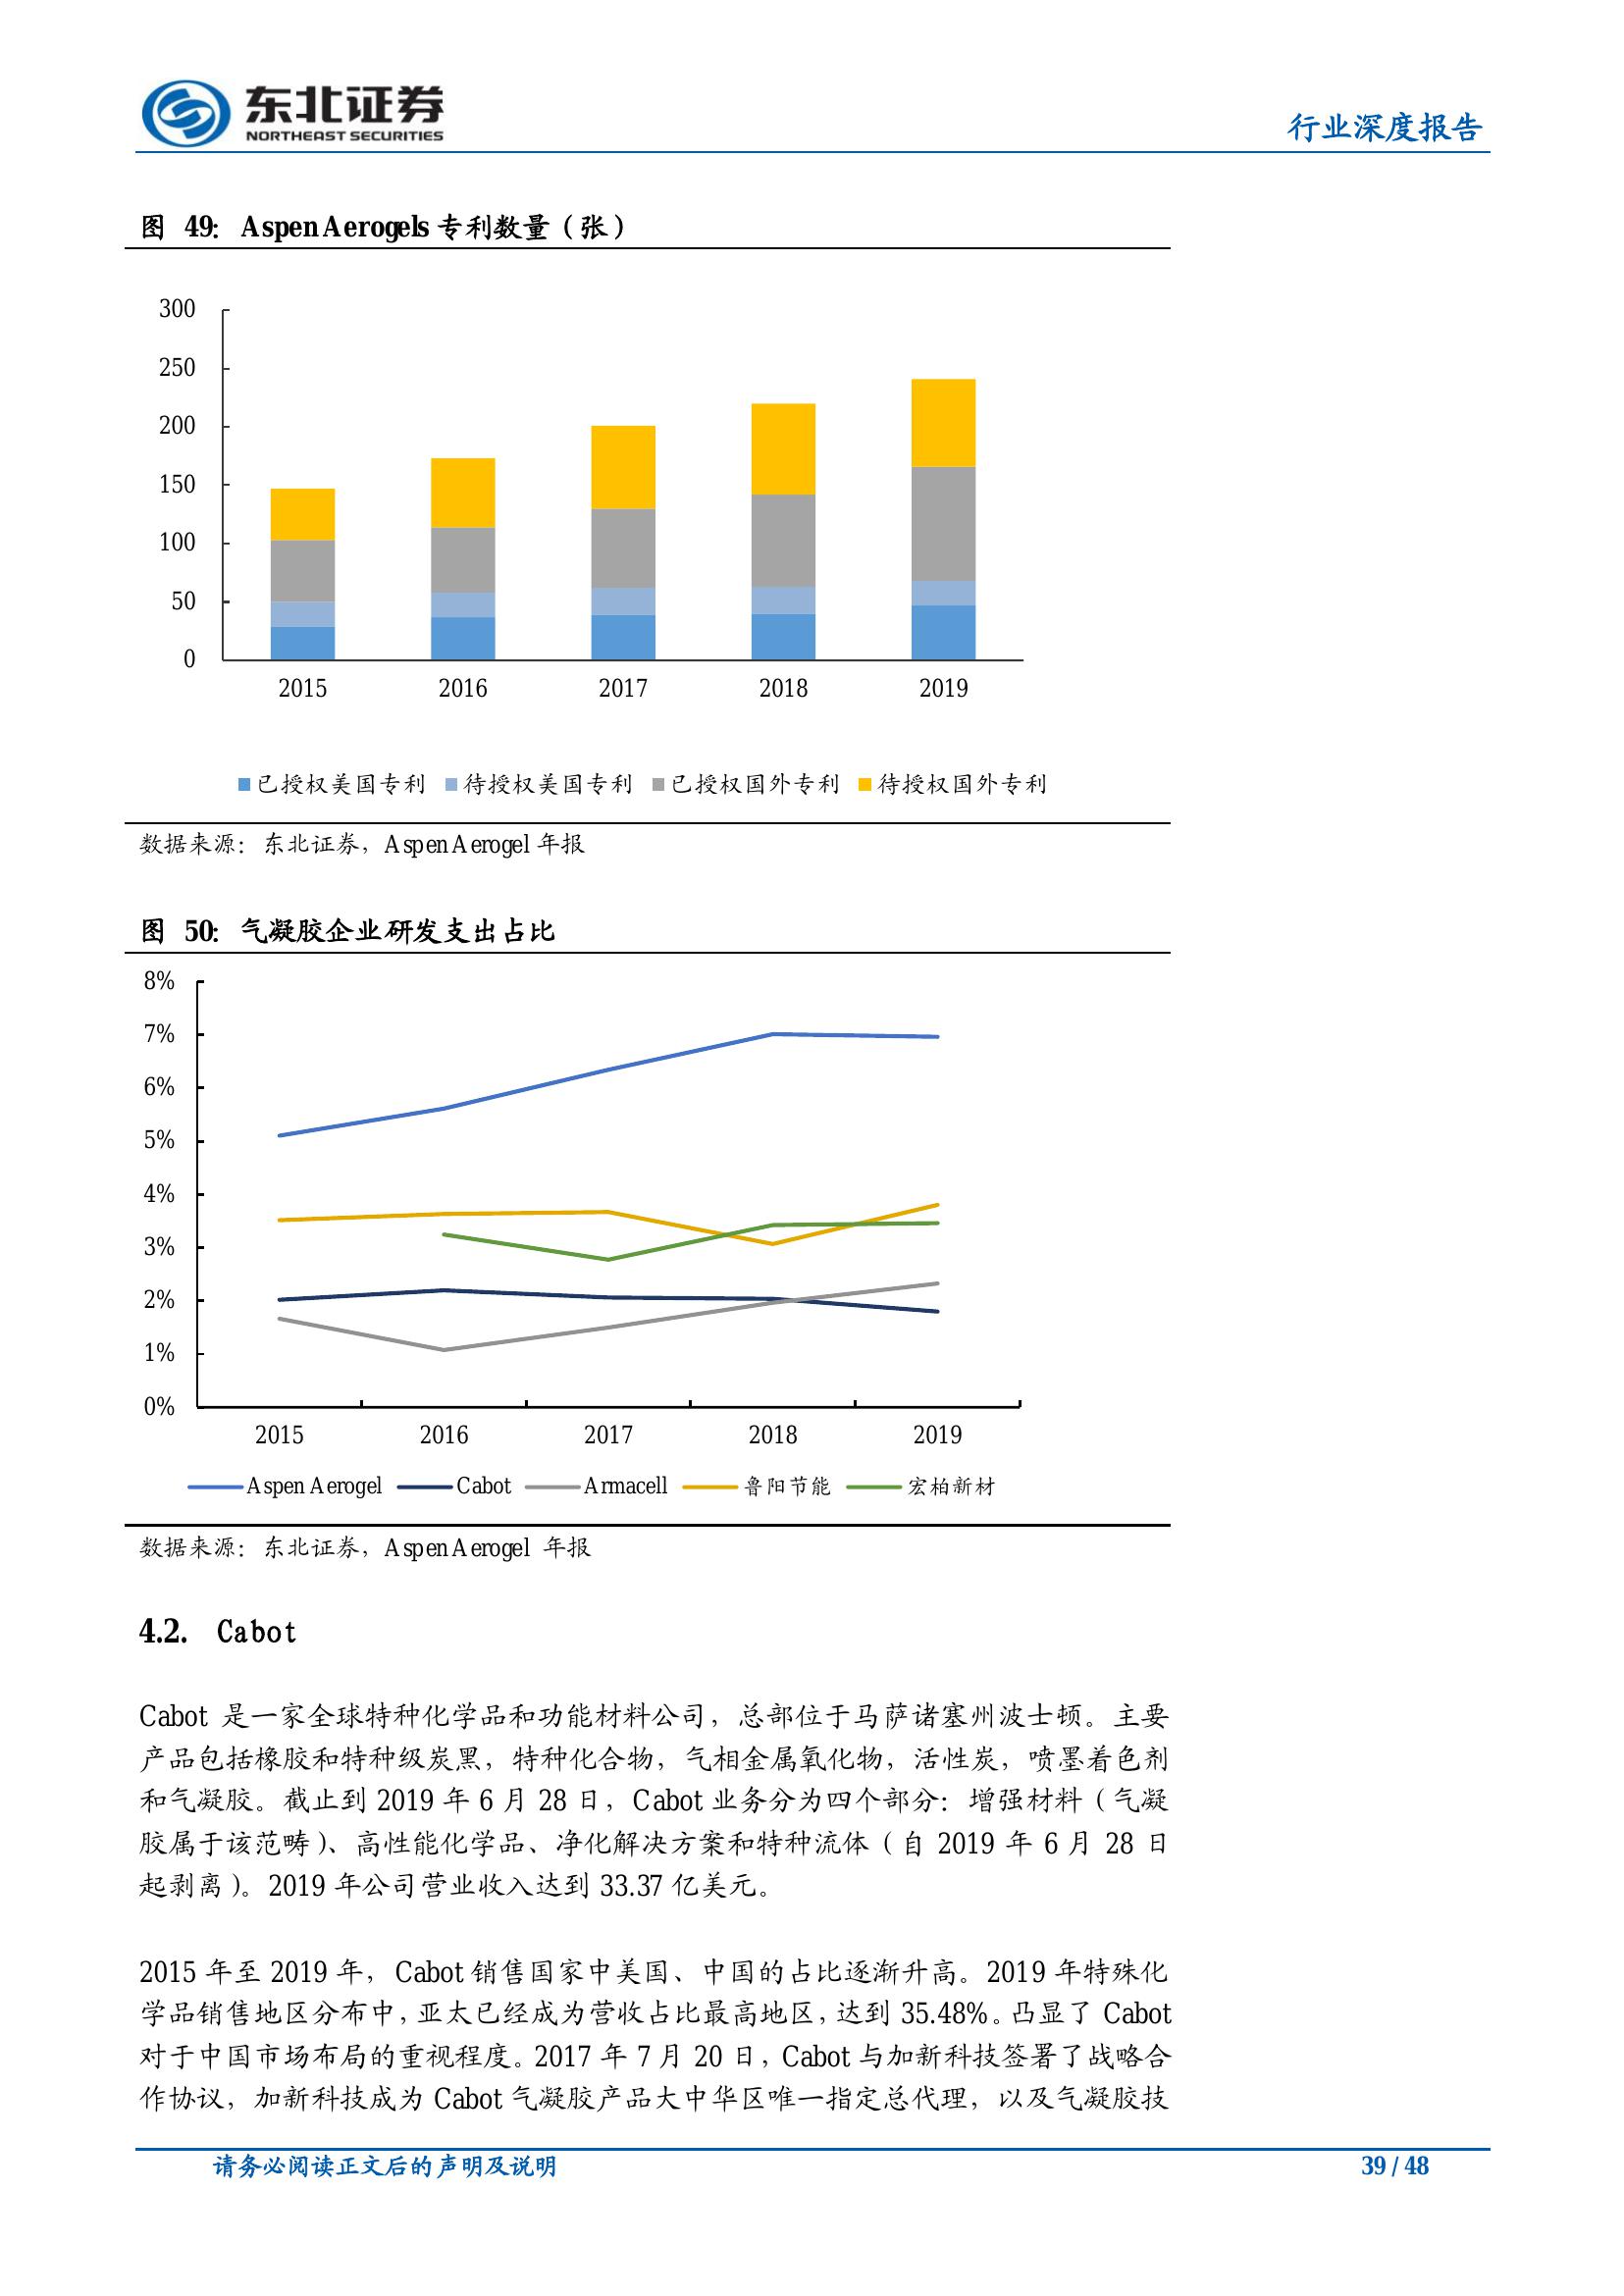 东北证券
NORTHEAST SECURITIES
行业深度报告
图 49: Aspen Aerogels 专利数量（张）
300
250
200
150
100
50
0
2015 2016 2017 2018 2019
已授权美国专利 待授权美国专利 已授权国外专利 待授权国外专利
数据来源：东北证券，Aspen Aerogel 年报
图 50: 气凝胶企业研发支出占比
8%
7%
6%
5%
4%
3%
2%
1%
0%
2015 2016 2017 2018 2019
Aspen Aerogel Cabot Armacell 鲁阳节能 宏柏新材
数据来源：东北证券，Aspen Aerogel 年报
4.2. Cabot
Cabot 是一家全球特种化学品和功能材料公司，总部位于马萨诸塞州波士顿。主要
产品包括橡胶和特种级炭黑，特种化合物，气相金属氧化物，活性炭，喷墨着色剂
和气凝胶。截止到 2019 年 6 月 28 日，Cabot 业务分为四个部分：增强材料（气凝
胶属于该范畴）、高性能化学品、净化解决方案和特种流体（自 2019 年 6 月 28 日
起剥离）。2019 年公司营业收入达到 33.37 亿美元。
2015 年至 2019 年，Cabot 销售国家中美国、中国的占比逐渐升高。2019 年特殊化
学品销售地区分布中，亚太已经成为营收占比最高地区，达到 35.48%。凸显了 Cabot
对于中国市场布局的重视程度。2017 年 7 月 20 日，Cabot 与加新科技签署了战略合
作协议，加新科技成为 Cabot 气凝胶产品大中华区唯一指定总代理，以及气凝胶技
请务必阅读正文后的声明及说明
39 / 48